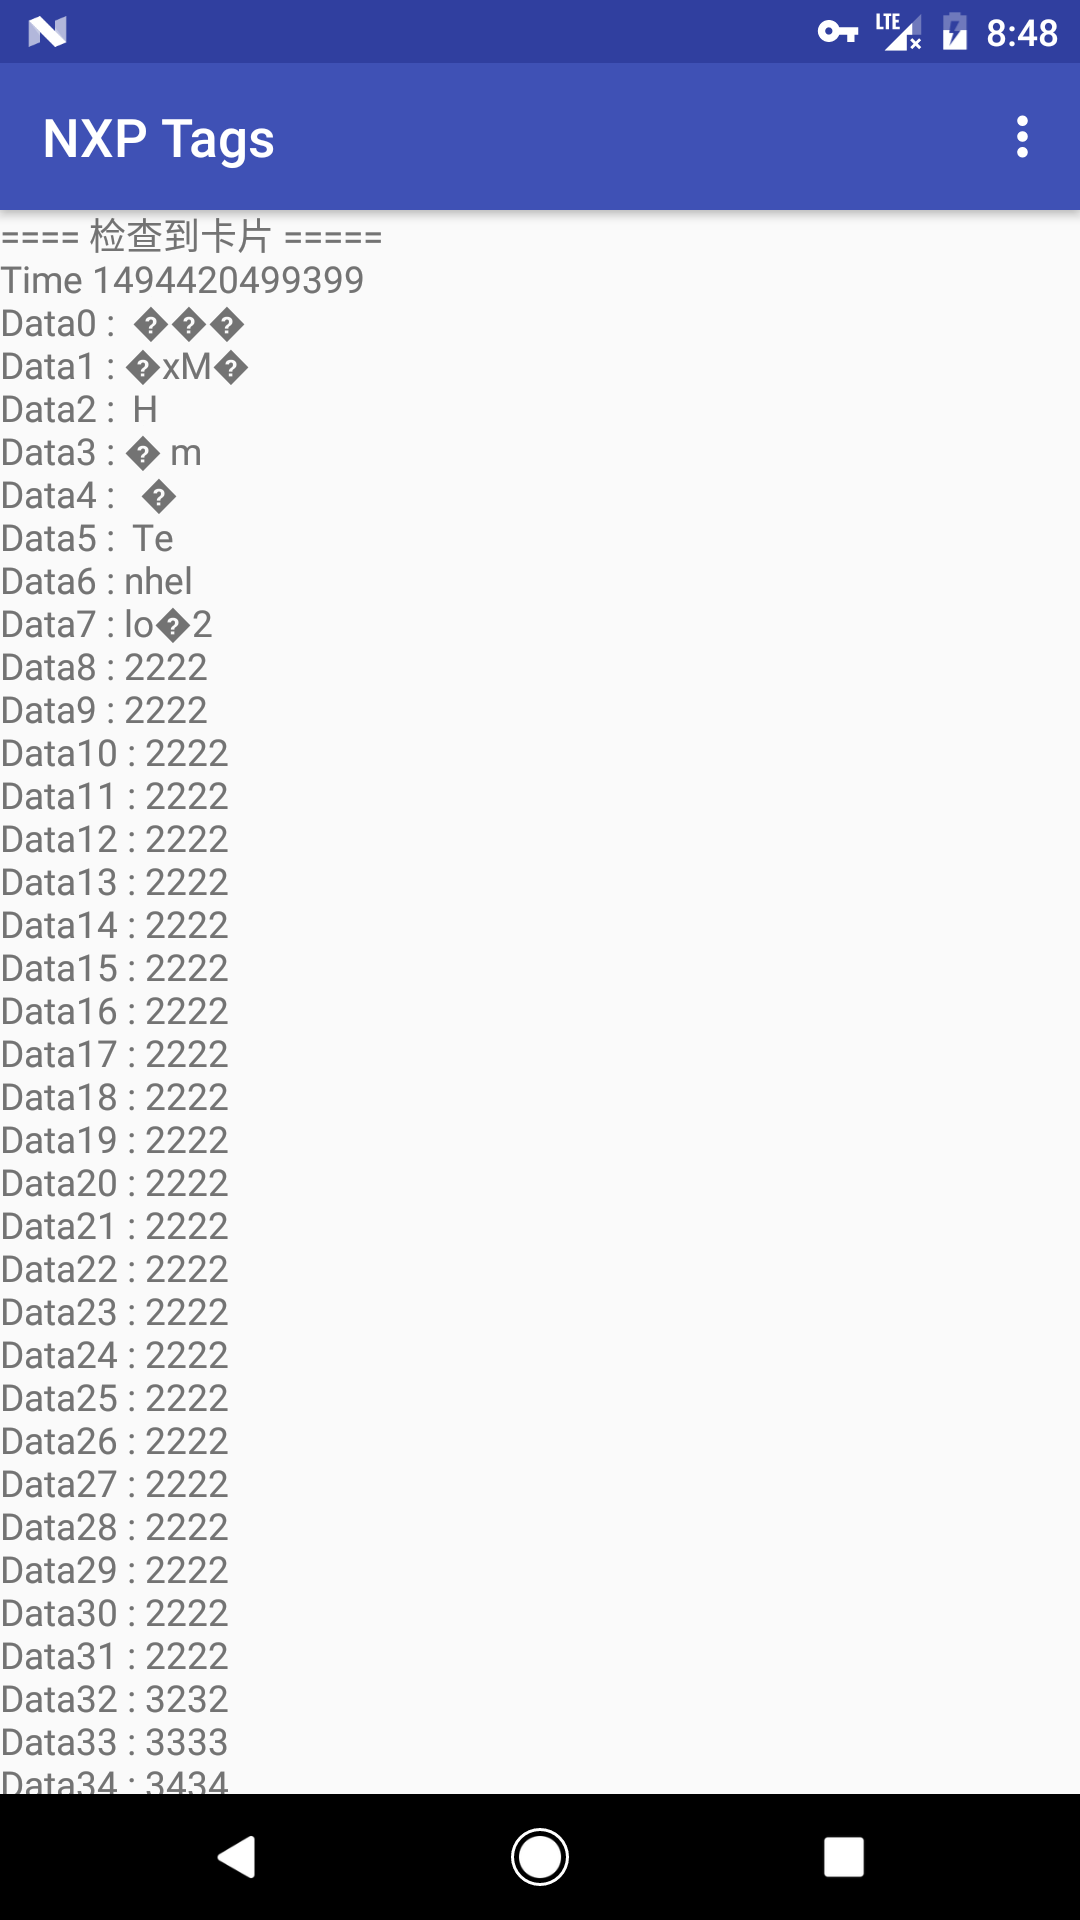 LTE 8:48
NXP Tags
==== 检查到卡片 =====
Time 1494420499399
Data0 :  ���
Data1 : �xM�
Data2 :  H
Data3 : � m
Data4 :   �
Data5 :  Te
Data6 : nhel
Data7 : lo�2
Data8 : 2222
Data9 : 2222
Data10 : 2222
Data11 : 2222
Data12 : 2222
Data13 : 2222
Data14 : 2222
Data15 : 2222
Data16 : 2222
Data17 : 2222
Data18 : 2222
Data19 : 2222
Data20 : 2222
Data21 : 2222
Data22 : 2222
Data23 : 2222
Data24 : 2222
Data25 : 2222
Data26 : 2222
Data27 : 2222
Data28 : 2222
Data29 : 2222
Data30 : 2222
Data31 : 2222
Data32 : 3232
Data33 : 3333
Data34 : 3434